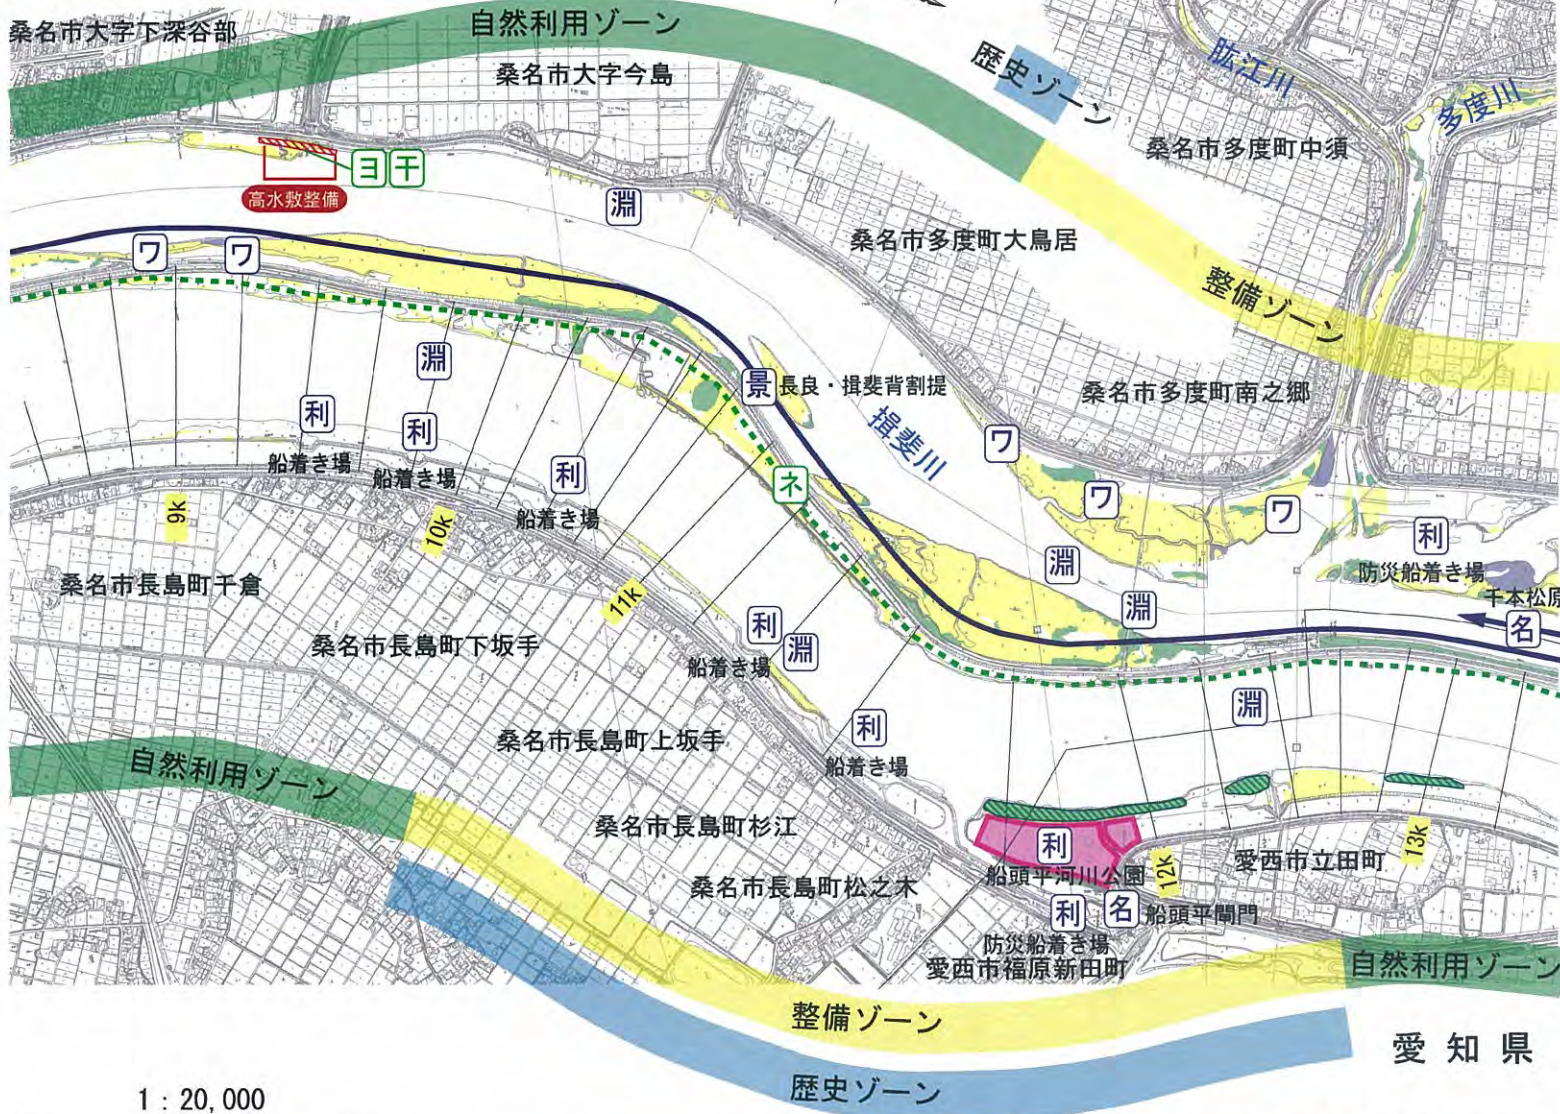 桑名市大字下深谷部
自然利用ゾーン
桑名市大字今島
歴史ゾーン
肱江川
多度川
桑名市多度町中須
ヨ
干
高水敷整備
淵
桑名市多度町大鳥居
ワ
ワ
整備ゾーン
淵
景
長良・揖斐背割提
桑名市多度町南之郷
揖斐川
利
船着き場
利
船着き場
利
船着き場
ネ
ワ
ワ
ワ
利
防災船着き場
千本松原
名
淵
淵
9k
10k
11k
桑名市長島町千倉
桑名市長島町下坂手
利
船着き場
淵
利
船着き場
淵
桑名市長島町上坂手
自然利用ゾーン
桑名市長島町杉江
桑名市長島町松之木
利
船頭平河川公園
12k
13k
愛西市立田町
利
名
船頭平閘門
防災船着き場
愛西市福原新田町
自然利用ゾーン
整備ゾーン
歴史ゾーン
愛知県
1：20,000